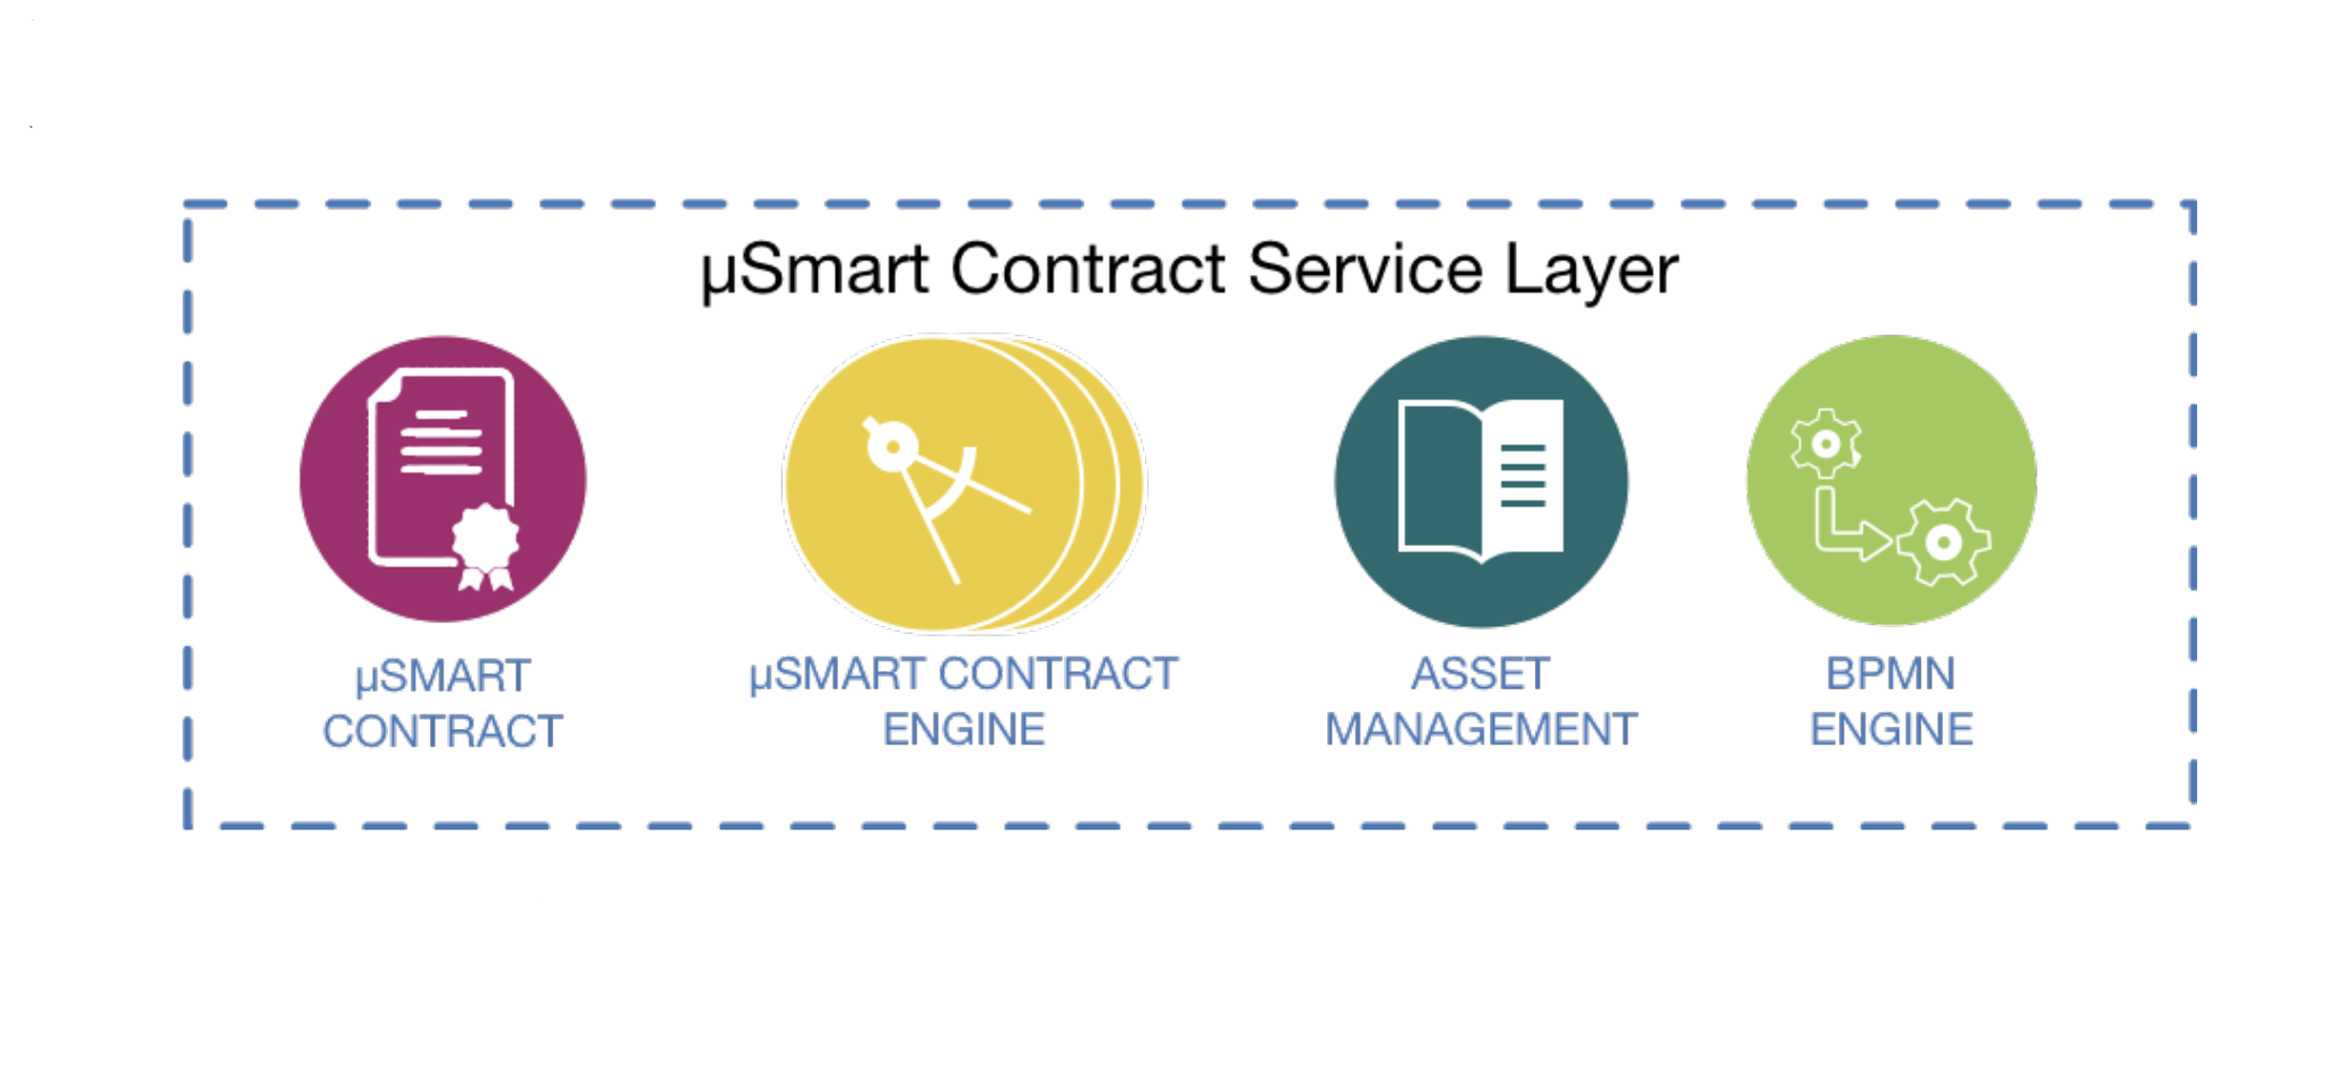 µSmart Contract Service Layer
µSMART
CONTRACT
µSMART CONTRACT
ENGINE
ASSET
MANAGEMENT
BPMN
ENGINE